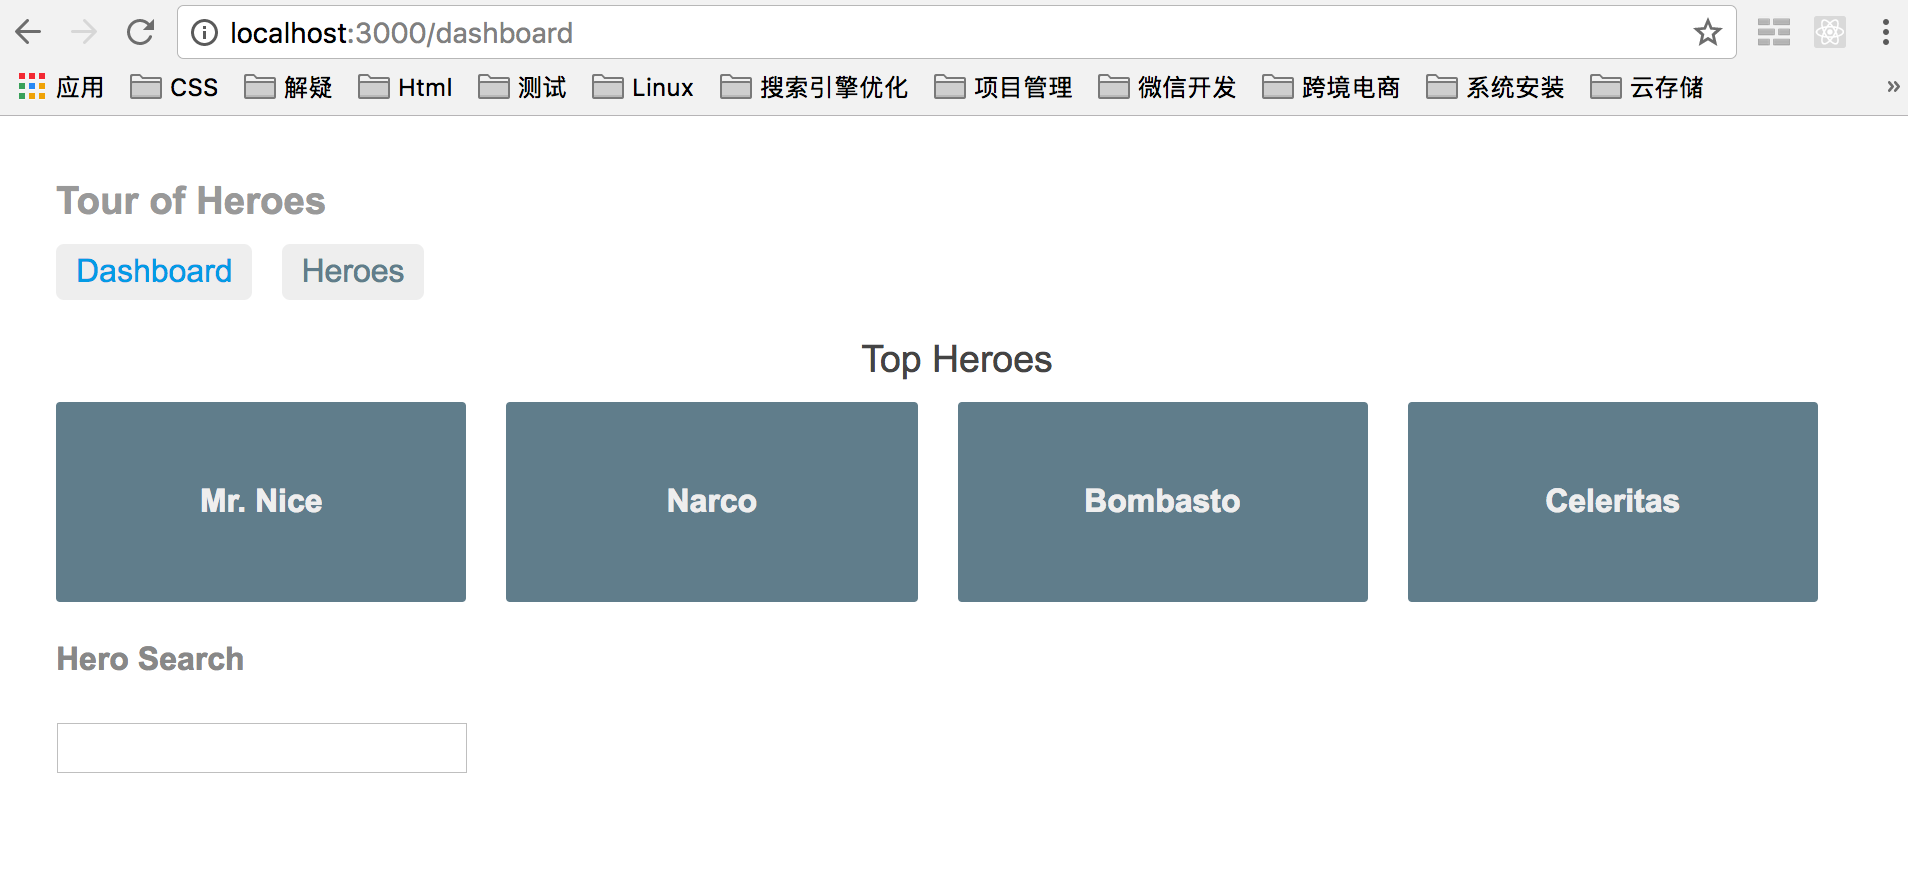 localhost:3000/dashboard
应用 CSS 解疑 Html 测试 Linux 搜索引擎优化 项目管理 微信开发 跨境电商 系统安装 云存储 »
Tour of Heroes
Dashboard Heroes
Top Heroes
Mr. Nice Narco Bombasto Celeritas
Hero Search